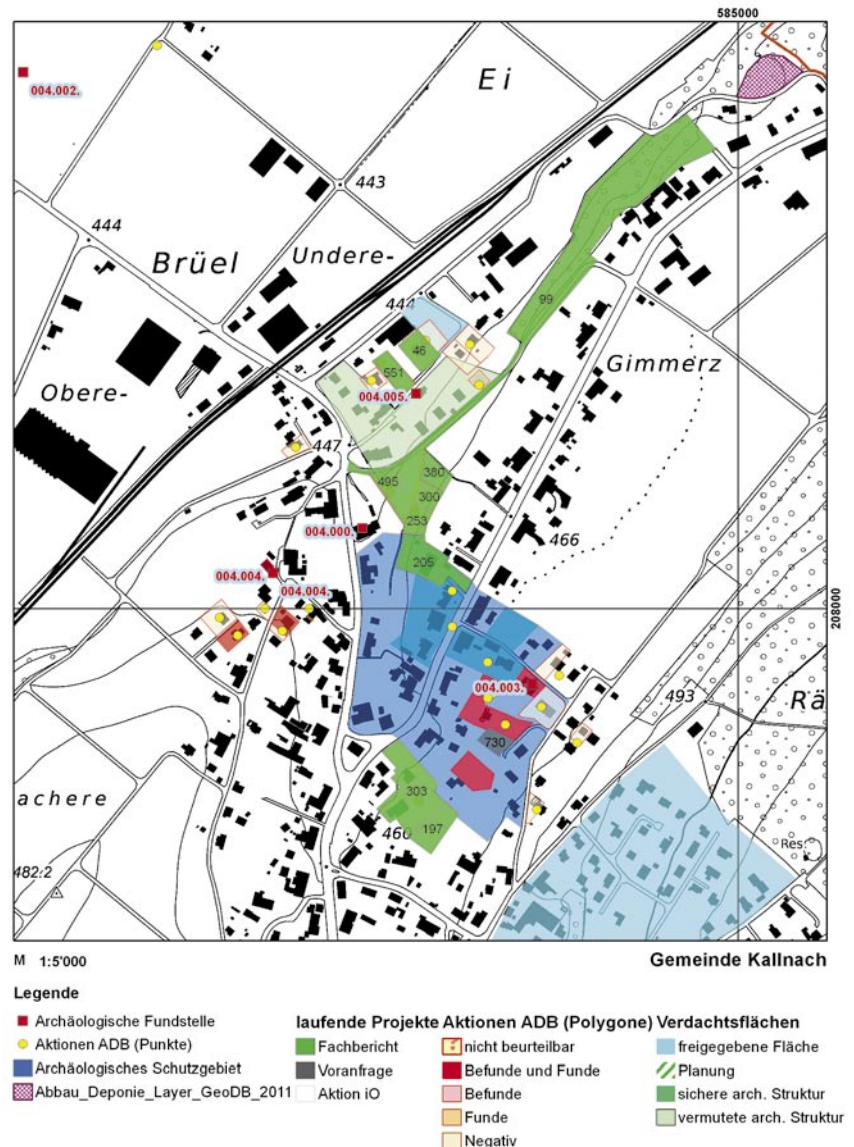 585000
004.002.
Ei
443
444
Brüel
Undere-
444
99
46
Gimmerz
551
Obere-
004.005.
447
380
495
300
253
004.000.
466
205
004.004.
004.004.
208000
004.003.
493
Rä
730
303
achere
460
197
Res.
482.2
M 1:5'000
Gemeinde Kallnach
Legende
Archäologische Fundstelle
Aktionen ADB (Punkte)
Archäologisches Schutzgebiet
Abbau_Deponie_Layer_GeoDB_2011
laufende Projekte
Fachbericht
Voranfrage
Aktion iO
Aktionen ADB (Polygone)
? nicht beurteilbar
Befunde und Funde
Befunde
Funde
Negativ
Verdachtsflächen
freigegebene Fläche
Planung
sichere arch. Struktur
vermutete arch. Struktur